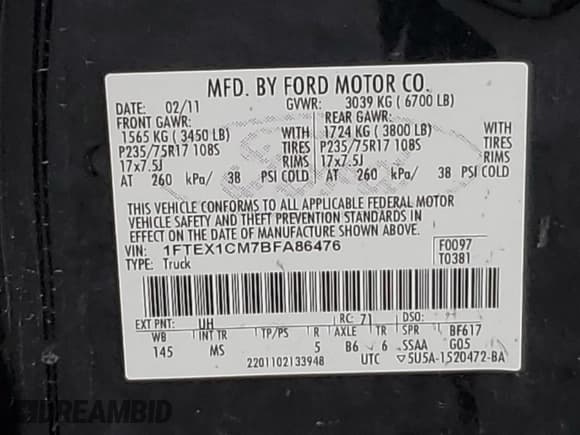 MFD. BY FORD MOTOR CO.
DATE: 02/11 GVWR: 3039 KG ( 6700 LB)
FRONT GAWR: REAR GAWR:
1565 KG ( 3450 LB) WITH 1724 KG ( 3800 LB) WITH
P235/75R17 108S TIRES P235/75R17 108S TIRES
17x7.5J RIMS 17x7.5J RIMS
AT 260 kPa/ 38 PSI COLD AT 260 kPa/ 38 PSI COLD
THIS VEHICLE CONFORMS TO ALL APPLICABLE FEDERAL MOTOR
VEHICLE SAFETY AND THEFT PREVENTION STANDARDS IN
EFFECT ON THE DATE OF MANUFACTURE SHOWN ABOVE.
VIN: 1FTEX1CM7BFA86476 F0097
TYPE: Truck T0381
EXT PNT: UH RC: 71 DSO:
WB INT TR TP/PS R AXLE TR SPR BF617
145 MS 5 B6 6 SSAA G05
2201102133948 UTC 5U5A-1520472-BA
DREAMBID